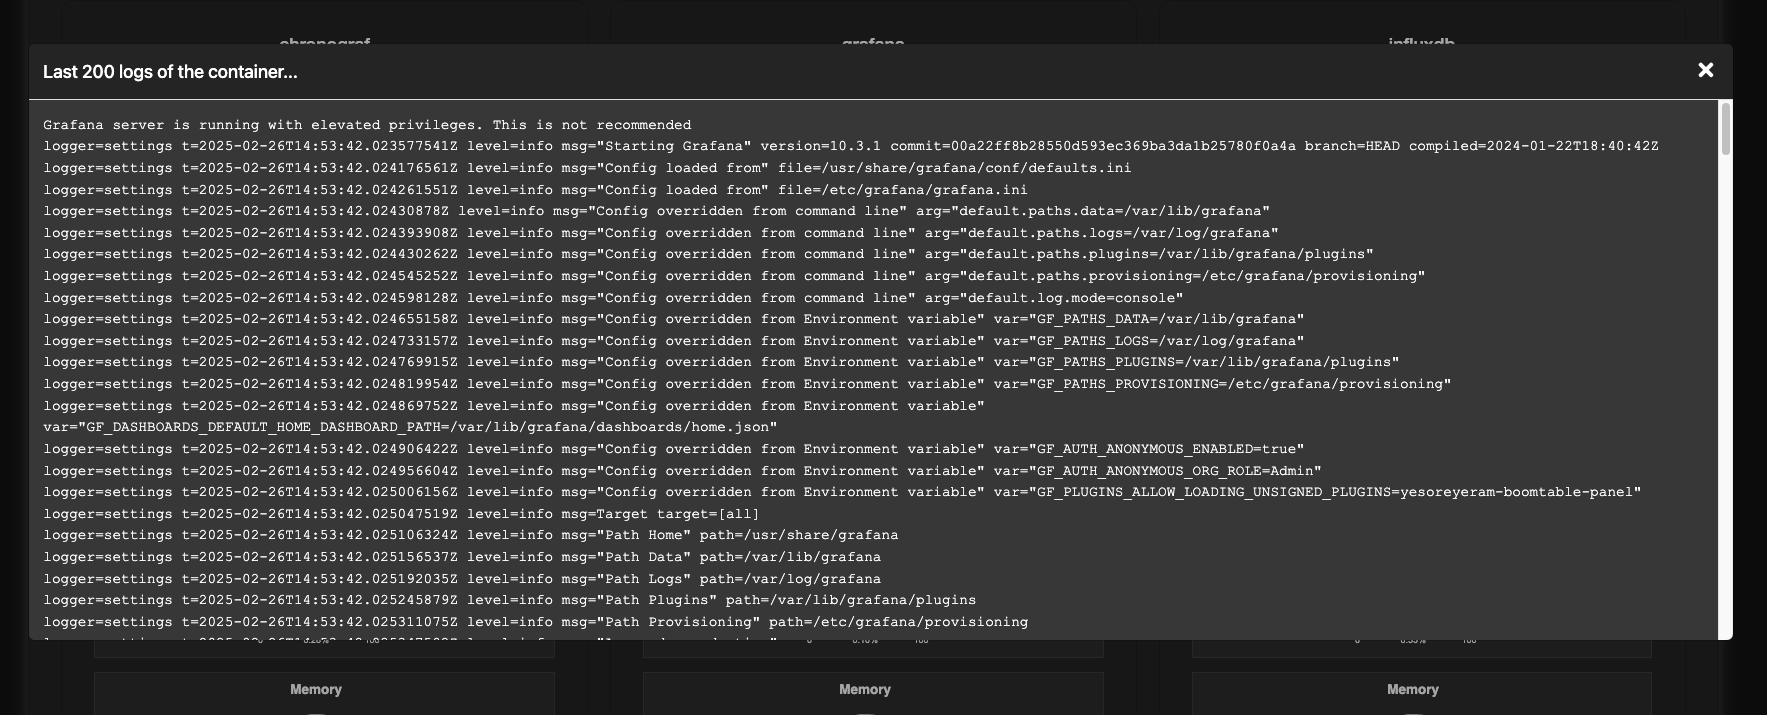 chronograf grafana influxdb
Last 200 logs of the container...
Grafana server is running with elevated privileges. This is not recommended
logger=settings t=2025-02-26T14:53:42.023577541Z level=info msg="Starting Grafana" version=10.3.1 commit=00a22ff8b28550d593ec369ba3da1b25780f0a4a branch=HEAD compiled=2024-01-22T18:40:42Z
logger=settings t=2025-02-26T14:53:42.024176561Z level=info msg="Config loaded from" file=/usr/share/grafana/conf/defaults.ini
logger=settings t=2025-02-26T14:53:42.024261551Z level=info msg="Config loaded from" file=/etc/grafana/grafana.ini
logger=settings t=2025-02-26T14:53:42.02430878Z level=info msg="Config overridden from command line" arg="default.paths.data=/var/lib/grafana"
logger=settings t=2025-02-26T14:53:42.024393908Z level=info msg="Config overridden from command line" arg="default.paths.logs=/var/log/grafana"
logger=settings t=2025-02-26T14:53:42.024430262Z level=info msg="Config overridden from command line" arg="default.paths.plugins=/var/lib/grafana/plugins"
logger=settings t=2025-02-26T14:53:42.024545252Z level=info msg="Config overridden from command line" arg="default.paths.provisioning=/etc/grafana/provisioning"
logger=settings t=2025-02-26T14:53:42.024598128Z level=info msg="Config overridden from command line" arg="default.log.mode=console"
logger=settings t=2025-02-26T14:53:42.024655158Z level=info msg="Config overridden from Environment variable" var="GF_PATHS_DATA=/var/lib/grafana"
logger=settings t=2025-02-26T14:53:42.024733157Z level=info msg="Config overridden from Environment variable" var="GF_PATHS_LOGS=/var/log/grafana"
logger=settings t=2025-02-26T14:53:42.024769915Z level=info msg="Config overridden from Environment variable" var="GF_PATHS_PLUGINS=/var/lib/grafana/plugins"
logger=settings t=2025-02-26T14:53:42.024819954Z level=info msg="Config overridden from Environment variable" var="GF_PATHS_PROVISIONING=/etc/grafana/provisioning"
logger=settings t=2025-02-26T14:53:42.024869752Z level=info msg="Config overridden from Environment variable"
var="GF_DASHBOARDS_DEFAULT_HOME_DASHBOARD_PATH=/var/lib/grafana/dashboards/home.json"
logger=settings t=2025-02-26T14:53:42.024906422Z level=info msg="Config overridden from Environment variable" var="GF_AUTH_ANONYMOUS_ENABLED=true"
logger=settings t=2025-02-26T14:53:42.024956604Z level=info msg="Config overridden from Environment variable" var="GF_AUTH_ANONYMOUS_ORG_ROLE=Admin"
logger=settings t=2025-02-26T14:53:42.025006156Z level=info msg="Config overridden from Environment variable" var="GF_PLUGINS_ALLOW_LOADING_UNSIGNED_PLUGINS=yesoreyeram-boomtable-panel"
logger=settings t=2025-02-26T14:53:42.025047519Z level=info msg=Target target=[all]
logger=settings t=2025-02-26T14:53:42.025106324Z level=info msg="Path Home" path=/usr/share/grafana
logger=settings t=2025-02-26T14:53:42.025156537Z level=info msg="Path Data" path=/var/lib/grafana
logger=settings t=2025-02-26T14:53:42.025192035Z level=info msg="Path Logs" path=/var/log/grafana
logger=settings t=2025-02-26T14:53:42.025245879Z level=info msg="Path Plugins" path=/var/lib/grafana/plugins
logger=settings t=2025-02-26T14:53:42.025311075Z level=info msg="Path Provisioning" path=/etc/grafana/provisioning
Memory Memory Memory